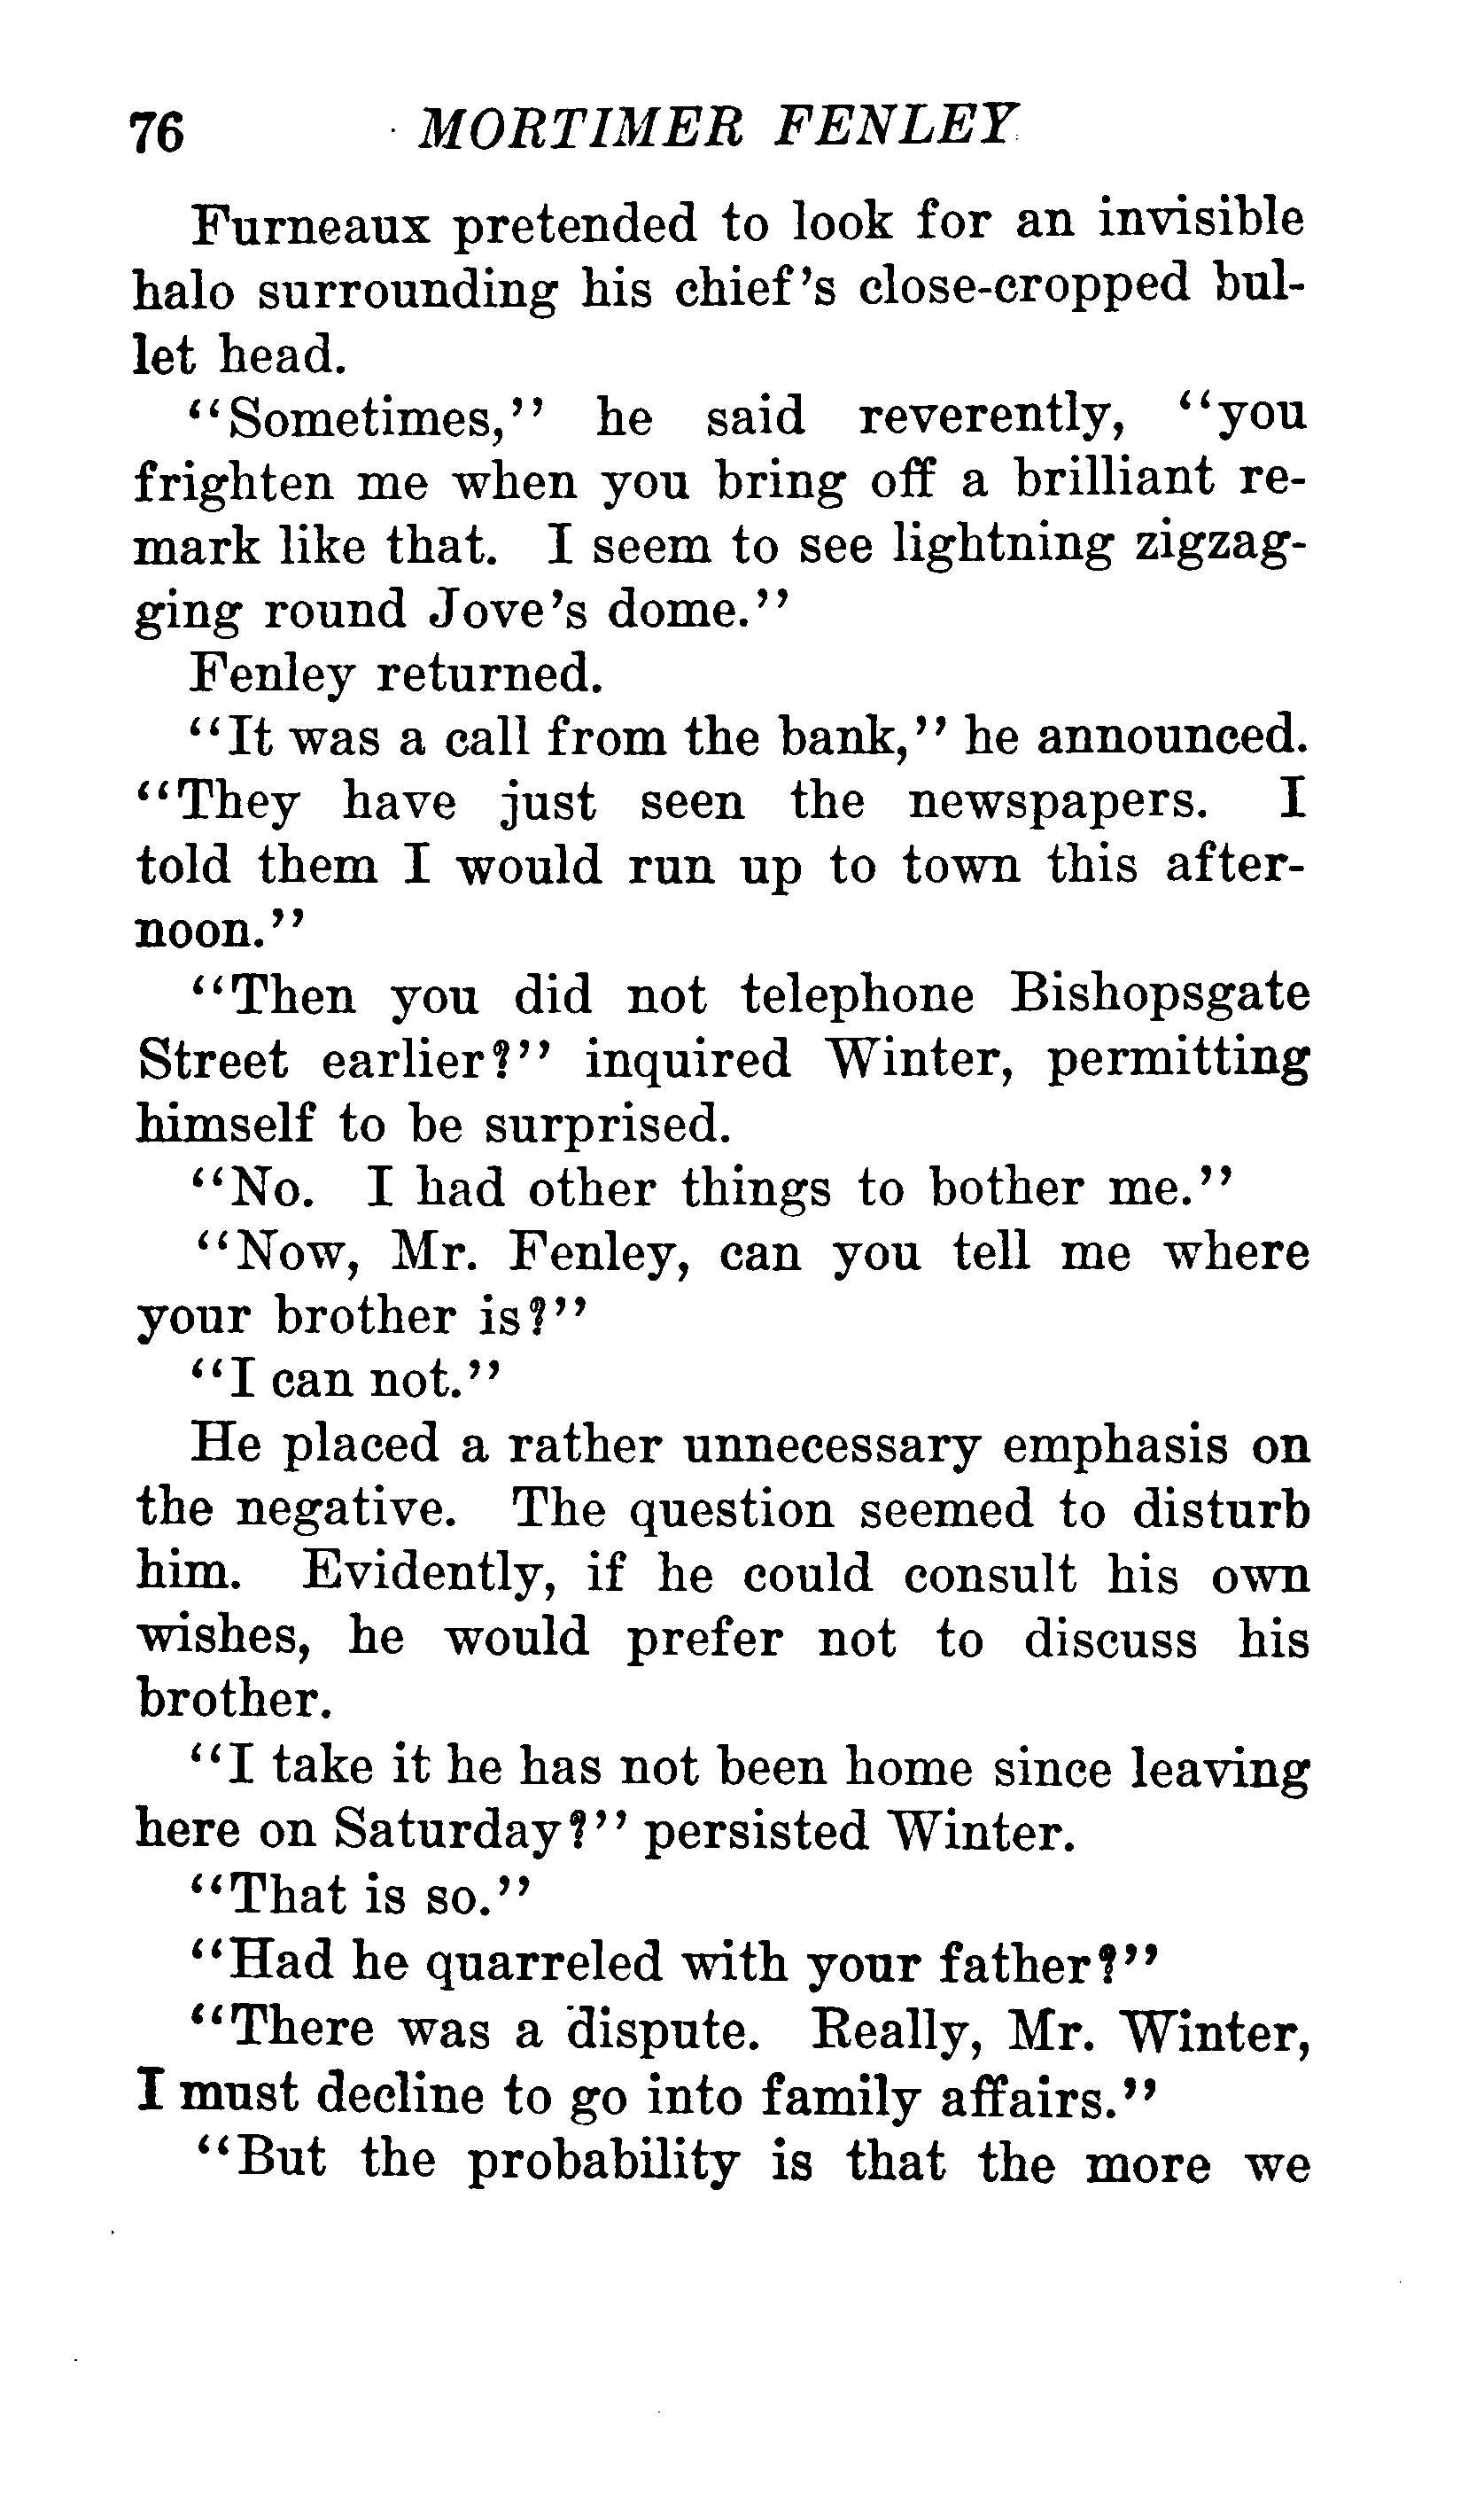 76 MORTIMER FENLEY
Furneaux pretended to look for an invisible
halo surrounding his chief's close-cropped bul-
let head.
"Sometimes," he said reverently, "you
frighten me when you bring off a brilliant re-
mark like that. I seem to see lightning zigzag-
ging round Jove's dome."
Fenley returned.
"It was a call from the bank," he announced.
"They have just seen the newspapers. I
told them I would run up to town this after-
noon."
"Then you did not telephone Bishopsgate
Street earlier?" inquired Winter, permitting
himself to be surprised.
"No. I had other things to bother me."
"Now, Mr. Fenley, can you tell me where
your brother is?"
"I can not."
He placed a rather unnecessary emphasis on
the negative. The question seemed to disturb
him. Evidently, if he could consult his own
wishes, he would prefer not to discuss his
brother.
"I take it he has not been home since leaving
here on Saturday?" persisted Winter.
"That is so."
"Had he quarreled with your father?"
"There was a dispute. Really, Mr. Winter,
I must decline to go into family affairs."
"But the probability is that the more we